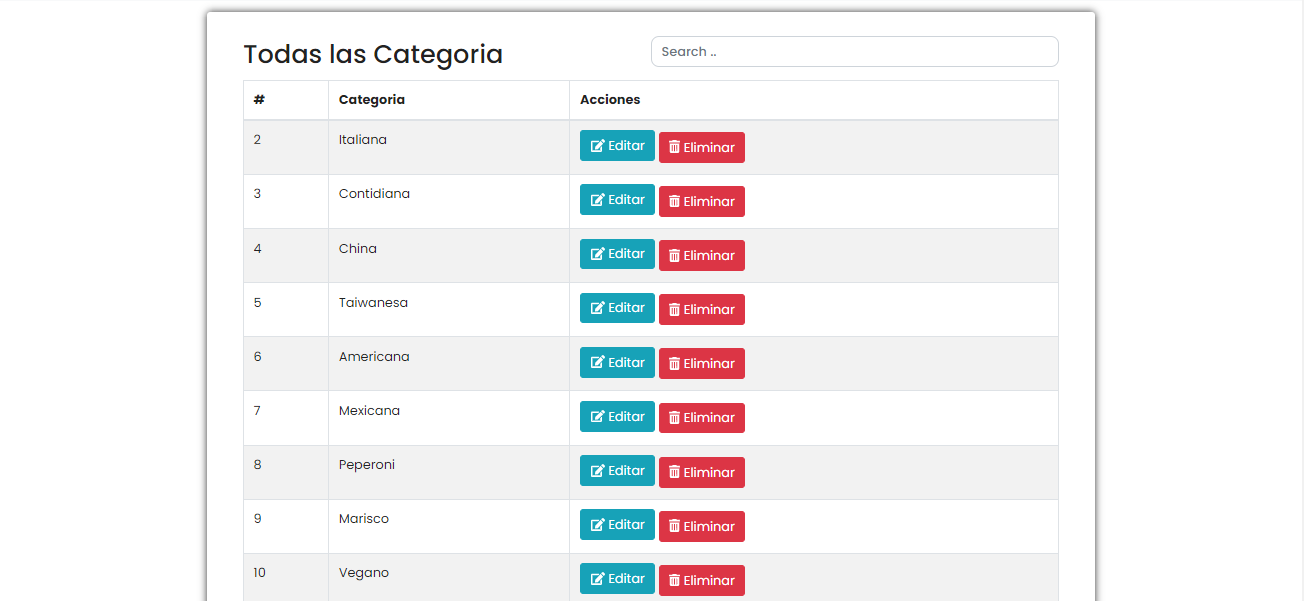 Todas las Categoria
Search ..
# Categoria Acciones
2 Italiana Editar Eliminar
3 Contidiana Editar Eliminar
4 China Editar Eliminar
5 Taiwanesa Editar Eliminar
6 Americana Editar Eliminar
7 Mexicana Editar Eliminar
8 Peperoni Editar Eliminar
9 Marisco Editar Eliminar
10 Vegano Editar Eliminar